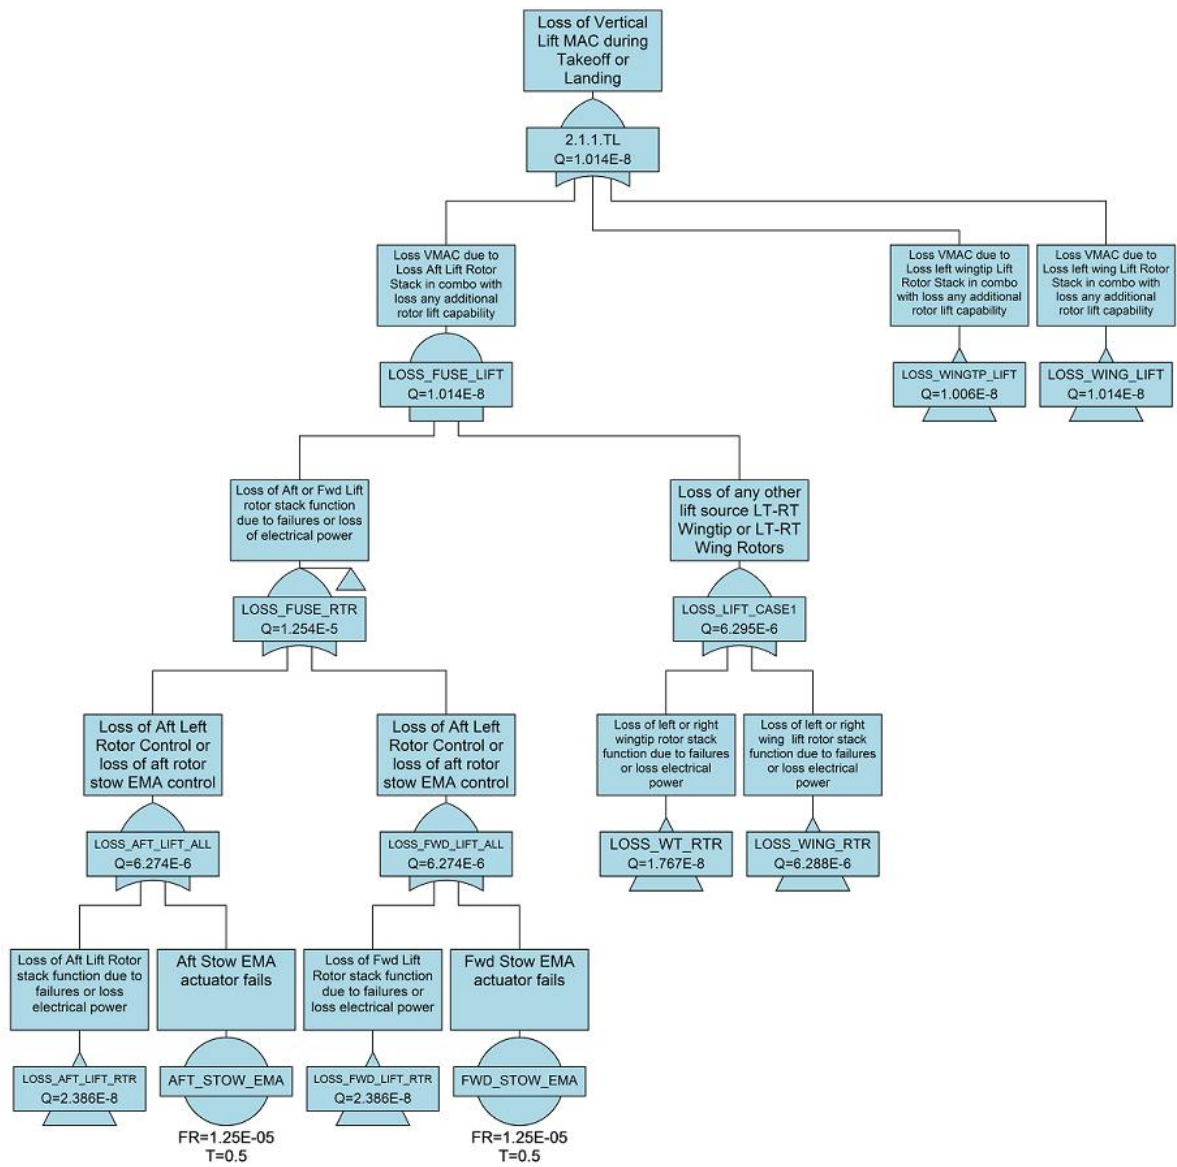 Loss of Vertical
Lift MAC during
Takeoff or
Landing
2.1.1.TL
Q=1.014E-8
Loss VMAC due to
Loss Aft Lift Rotor
Stack in combo with
loss any additional
rotor lift capability
Loss VMAC due to
Loss left wingtip Lift
Rotor Stack in combo
with loss any additional
rotor lift capability
Loss VMAC due to
Loss left wing Lift Rotor
Stack in combo with
loss any additional
rotor lift capability
LOSS_FUSE_LIFT
Q=1.014E-8
LOSS_WINGTP_LIFT
Q=1.006E-8
LOSS_WING_LIFT
Q=1.014E-8
Loss of Aft or Fwd Lift
rotor stack function
due to failures or loss
of electrical power
Loss of any other
lift source LT-RT
Wingtip or LT-RT
Wing Rotors
LOSS_FUSE_RTR
Q=1.254E-5
LOSS_LIFT_CASE1
Q=6.295E-6
Loss of Aft Left
Rotor Control or
loss of aft rotor
stow EMA control
Loss of Aft Left
Rotor Control or
loss of aft rotor
stow EMA control
Loss of left or right
wingtip rotor stack
function due to failures
or loss electrical
power
Loss of left or right
wing lift rotor stack
function due to failures
or loss electrical
power
LOSS_AFT_LIFT_ALL
Q=6.274E-6
LOSS_FWD_LIFT_ALL
Q=6.274E-6
LOSS_WT_RTR
Q=1.767E-8
LOSS_WING_RTR
Q=6.288E-6
Loss of Aft Lift Rotor
stack function due to
failures or loss
electrical power
Aft Stow EMA
actuator fails
Loss of Fwd Lift
Rotor stack function
due to failures or
loss electrical power
Fwd Stow EMA
actuator fails
LOSS_AFT_LIFT_RTR
Q=2.386E-8
AFT_STOW_EMA
FR=1.25E-05
T=0.5
LOSS_FWD_LIFT_RTR
Q=2.386E-8
FWD_STOW_EMA
FR=1.25E-05
T=0.5